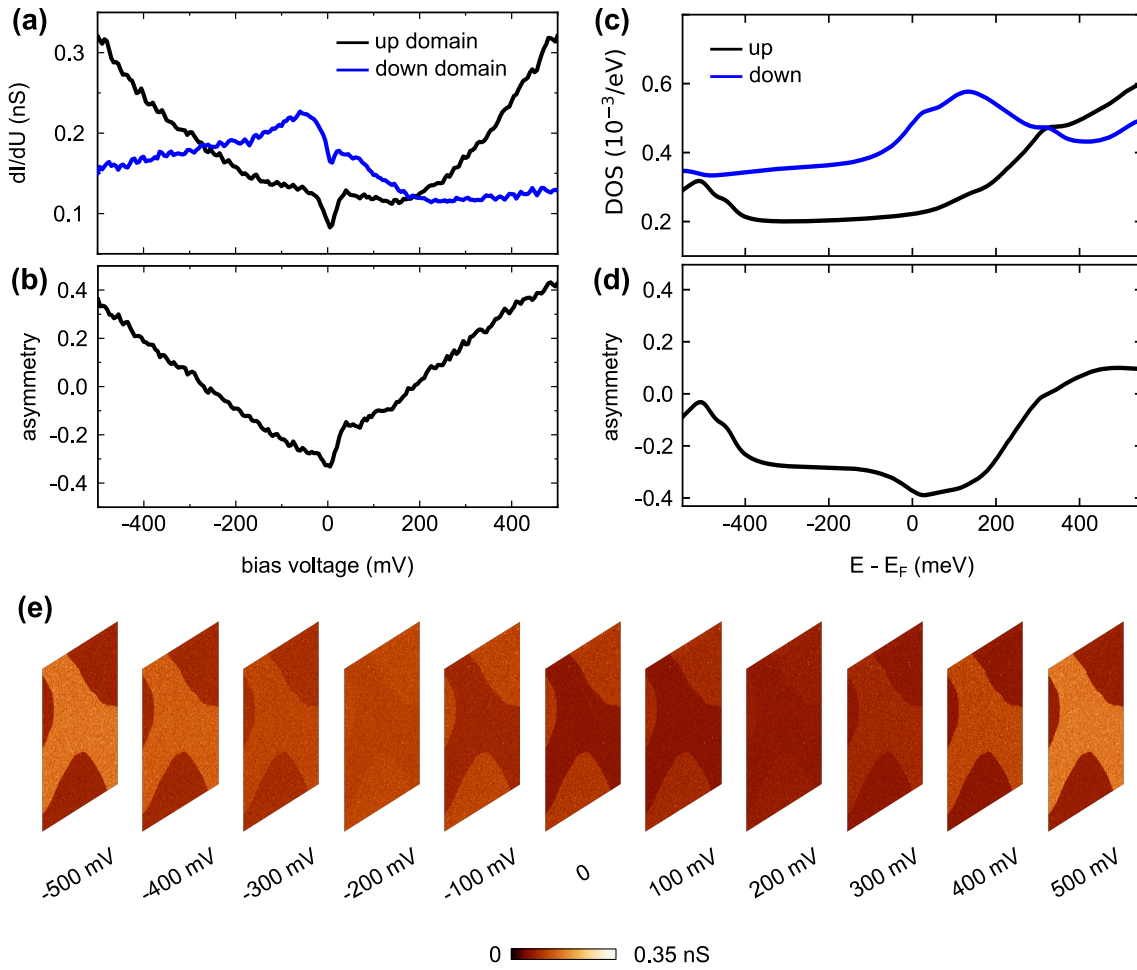 (a)
up domain
down domain
dI/dU (nS)
0.3
0.2
0.1
(b)
asymmetry
0.4
0.2
0.0
-0.2
-0.4
-400
-200
0
200
400
bias voltage (mV)
(c)
up
down
DOS (10⁻³/eV)
0.6
0.4
0.2
(d)
asymmetry
0.4
0.2
0.0
-0.2
-0.4
-400
-200
0
200
400
E - E_F (meV)
(e)
-500 mV
-400 mV
-300 mV
-200 mV
-100 mV
0
100 mV
200 mV
300 mV
400 mV
500 mV
0
0.35 nS